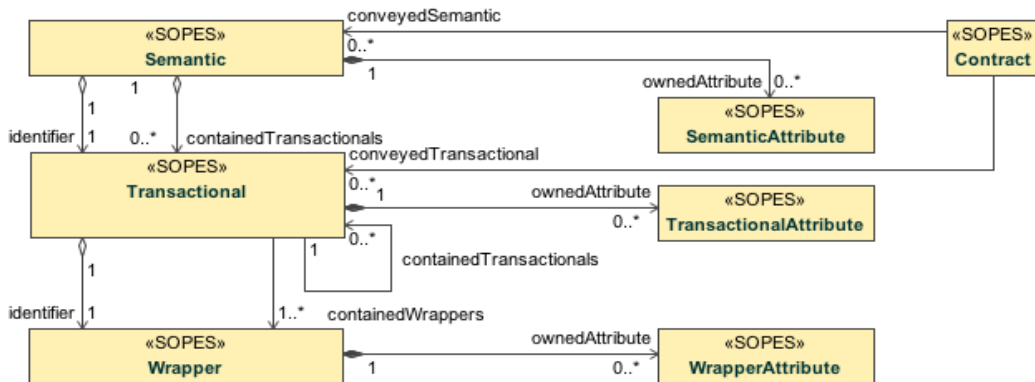 conveyedSemantic
«SOPES»
Semantic
0..*
1
«SOPES»
Contract
ownedAttribute
0..*
1
1
identifier
1
0..*
containedTransactionals
«SOPES»
SemanticAttribute
«SOPES»
Transactional
conveyedTransactional
0..*
1
ownedAttribute
0..*
«SOPES»
TransactionalAttribute
0..*
1
containedTransactionals
1
identifier
1
1..*
containedWrappers
«SOPES»
Wrapper
1
ownedAttribute
0..*
«SOPES»
WrapperAttribute